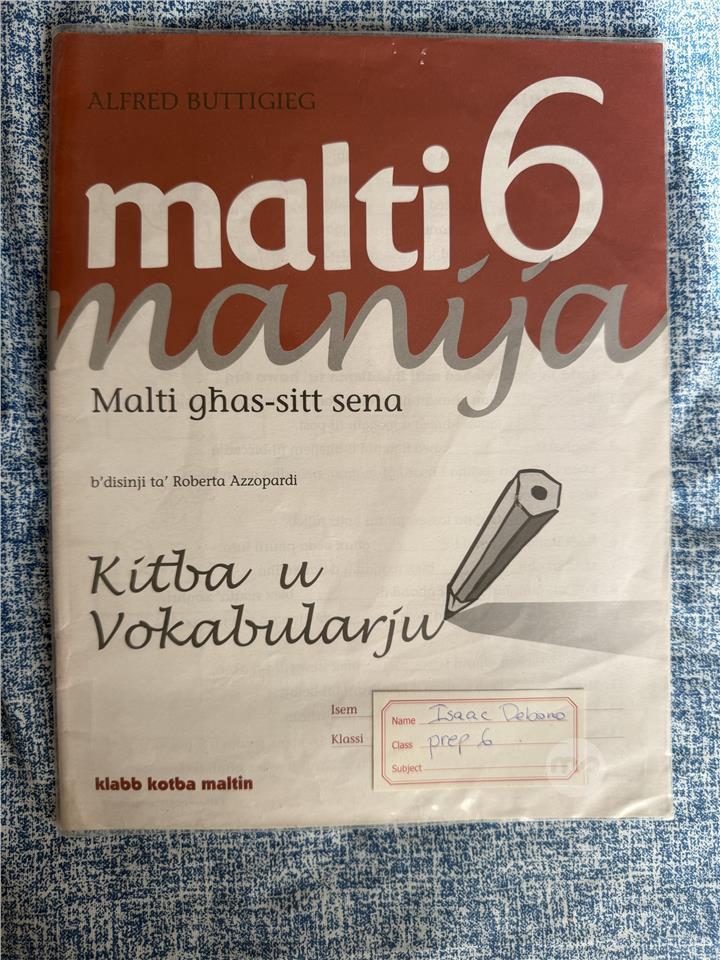 ALFRED BUTTIGIEG
malti 6
manija
Malti għas-sitt sena
b'disinji ta' Roberta Azzopardi
Kitba u
Vokabularju
Isem
Klassi
Name Isaac Debono
Class prep 6
Subject
klabb kotba maltin